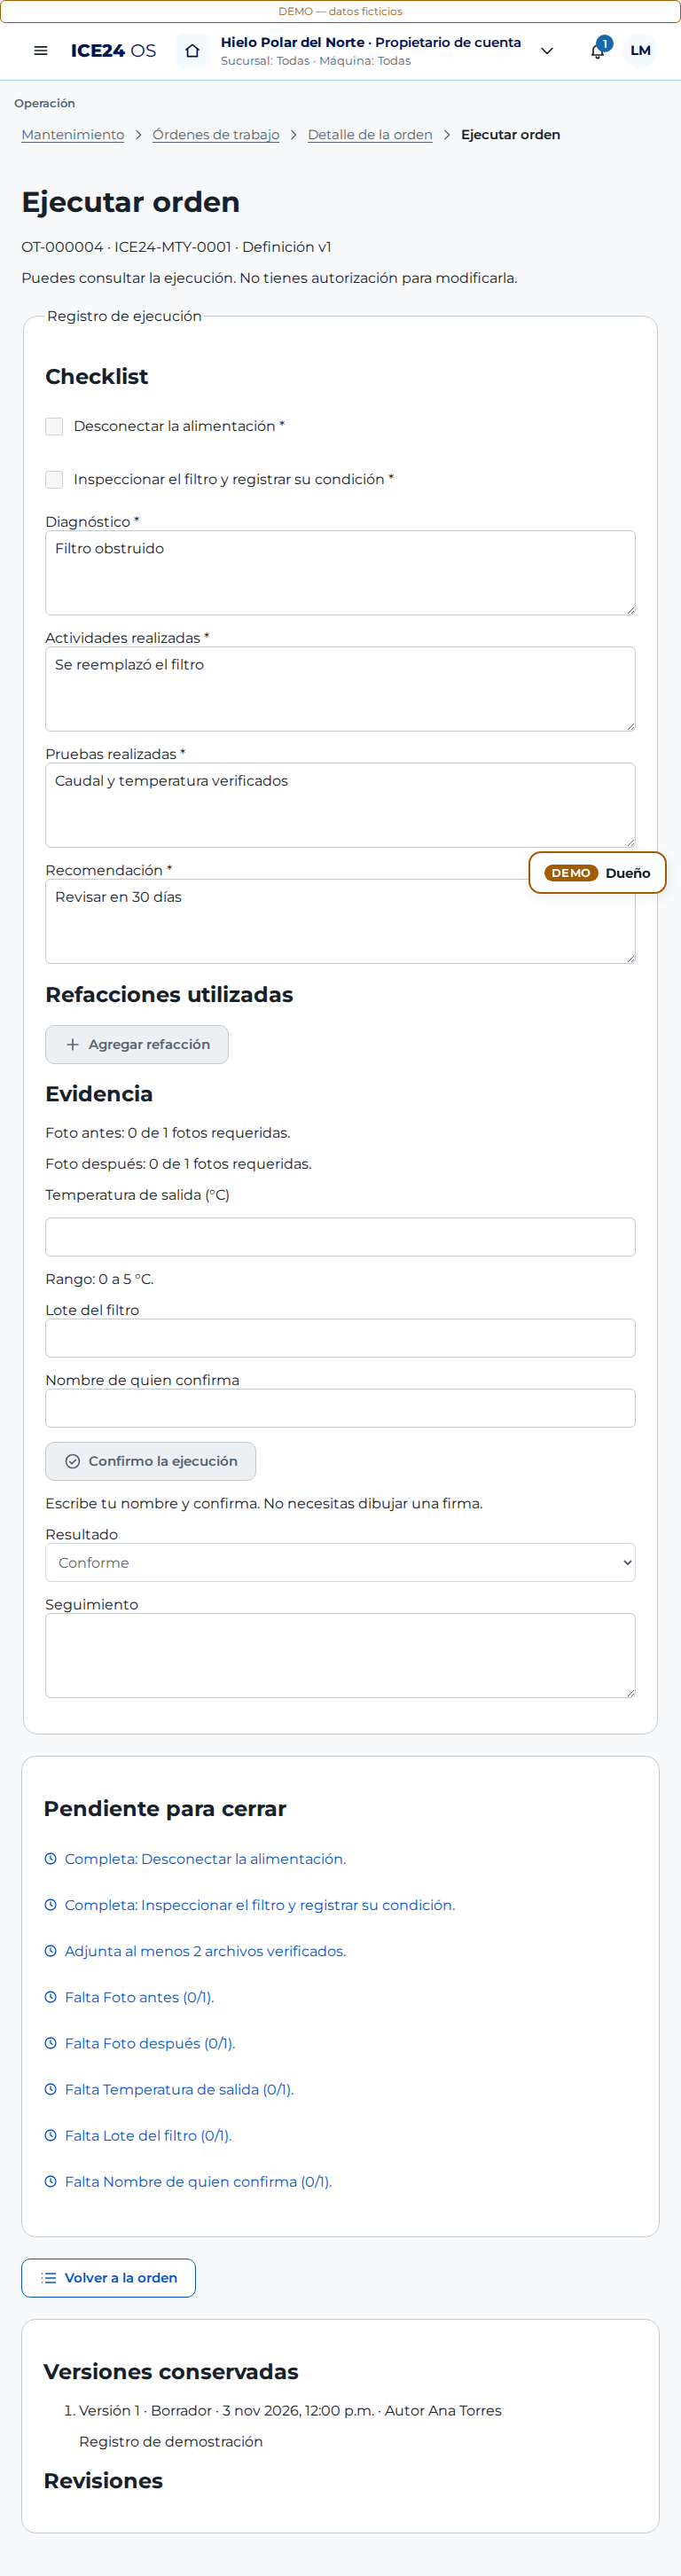 DEMO — datos ficticios
ICE24 OS
Hielo Polar del Norte · Propietario de cuenta
Sucursal: Todas · Máquina: Todas
1
LM
Operación
Mantenimiento > Órdenes de trabajo > Detalle de la orden > Ejecutar orden
Ejecutar orden
OT-000004 · ICE24-MTY-0001 · Definición v1
Puedes consultar la ejecución. No tienes autorización para modificarla.
Registro de ejecución
Checklist
Desconectar la alimentación *
Inspeccionar el filtro y registrar su condición *
Diagnóstico *
Filtro obstruido
Actividades realizadas *
Se reemplazó el filtro
Pruebas realizadas *
Caudal y temperatura verificados
Recomendación *
DEMO Dueño
Revisar en 30 días
Refacciones utilizadas
Agregar refacción
Evidencia
Foto antes: 0 de 1 fotos requeridas.
Foto después: 0 de 1 fotos requeridas.
Temperatura de salida (°C)
Rango: 0 a 5 °C.
Lote del filtro
Nombre de quien confirma
Confirmo la ejecución
Escribe tu nombre y confirma. No necesitas dibujar una firma.
Resultado
Conforme
Seguimiento
Pendiente para cerrar
Completa: Desconectar la alimentación.
Completa: Inspeccionar el filtro y registrar su condición.
Adjunta al menos 2 archivos verificados.
Falta Foto antes (0/1).
Falta Foto después (0/1).
Falta Temperatura de salida (0/1).
Falta Lote del filtro (0/1).
Falta Nombre de quien confirma (0/1).
Volver a la orden
Versiones conservadas
1. Versión 1 · Borrador · 3 nov 2026, 12:00 p.m. · Autor Ana Torres
Registro de demostración
Revisiones